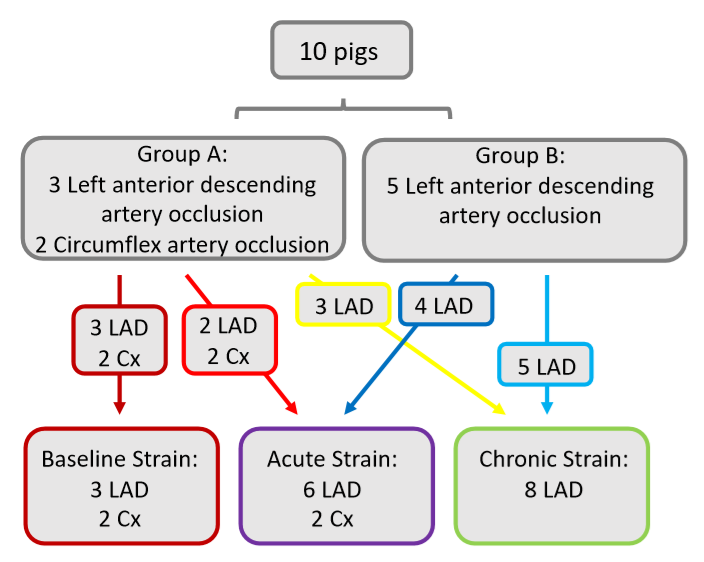 10 pigs
Group A:
3 Left anterior descending
artery occlusion
2 Circumflex artery occlusion
Group B:
5 Left anterior descending
artery occlusion
3 LAD
2 Cx
2 LAD
2 Cx
3 LAD
4 LAD
5 LAD
Baseline Strain:
3 LAD
2 Cx
Acute Strain:
6 LAD
2 Cx
Chronic Strain:
8 LAD